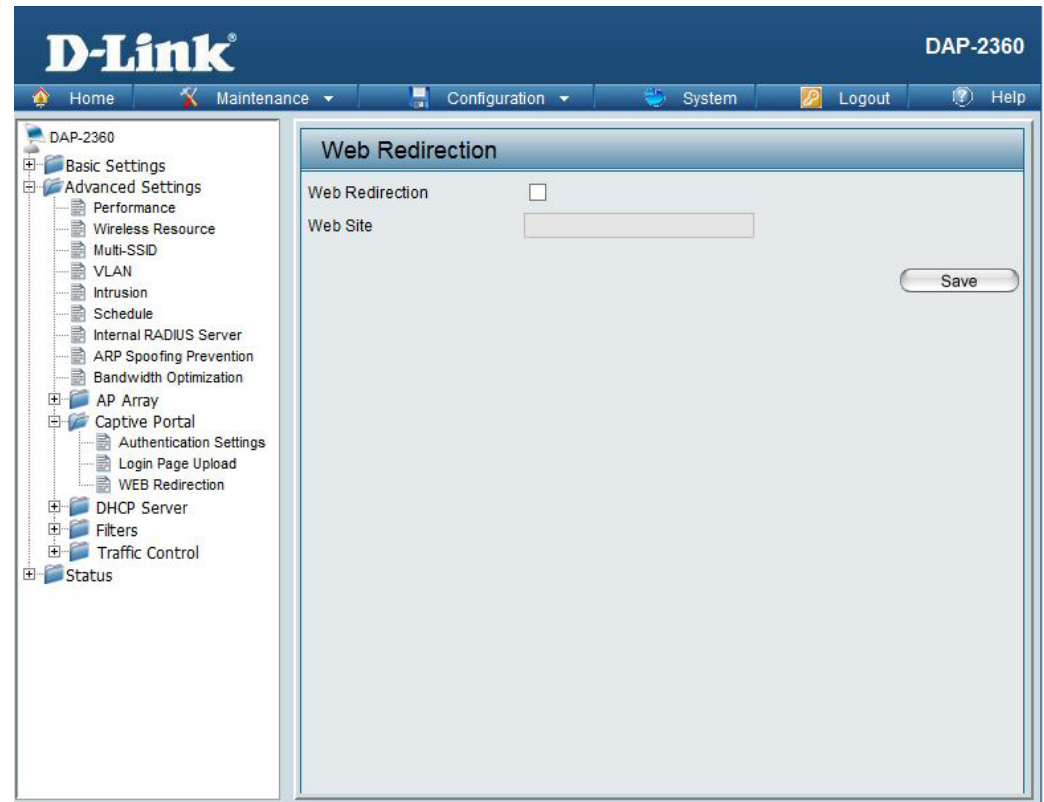 D-Link®
DAP-2360
Home Maintenance Configuration System Logout Help
DAP-2360
Basic Settings
Advanced Settings
Performance
Wireless Resource
Multi-SSID
VLAN
Intrusion
Schedule
Internal RADIUS Server
ARP Spoofing Prevention
Bandwidth Optimization
AP Array
Captive Portal
Authentication Settings
Login Page Upload
WEB Redirection
DHCP Server
Filters
Traffic Control
Status
Web Redirection
Web Redirection
Web Site
Save